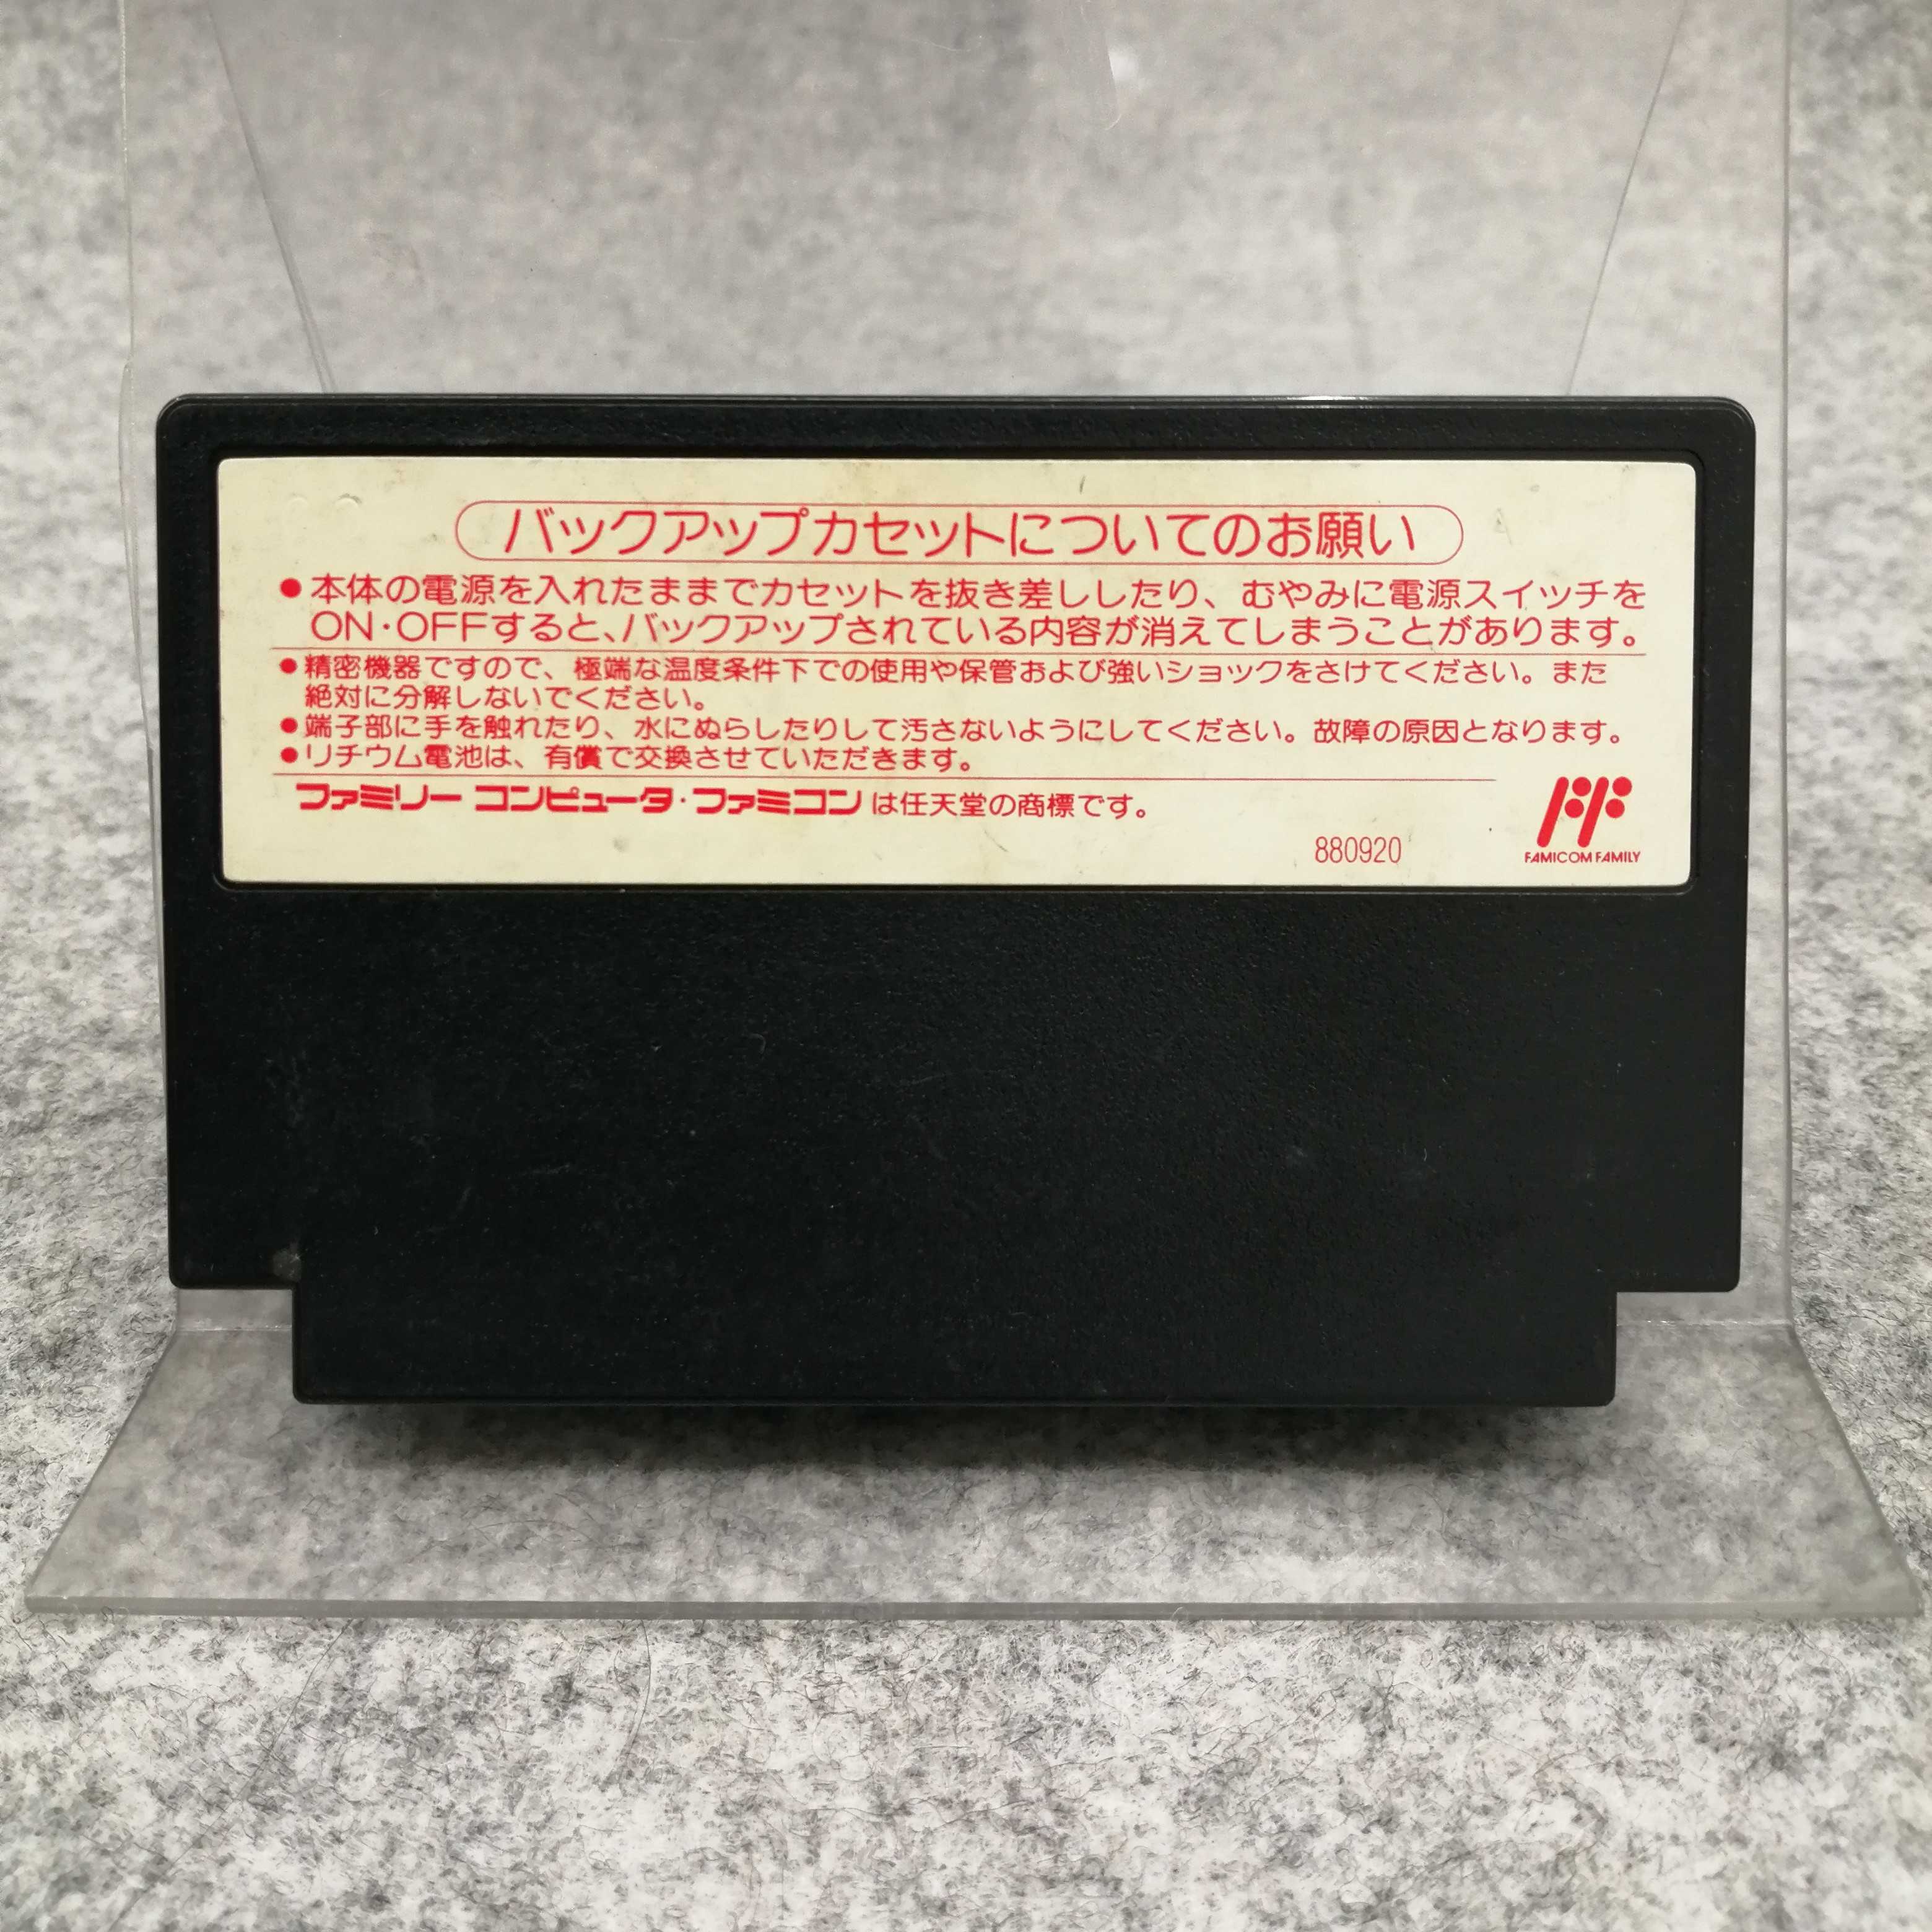 バックアップカセットについてのお願い
●本体の電源を入れたままでカセットを抜き差ししたり、むやみに電源スイッチを
ON・OFFすると、バックアップされている内容が消えてしまうことがあります。
●精密機器ですので、極端な温度条件下での使用や保管および強いショックをさけてください。また
絶対に分解しないでください。
●端子部に手を触れたり、水にぬらしたりして汚さないようにしてください。故障の原因となります。
●リチウム電池は、有償で交換させていただきます。
ファミリーコンピュータ・ファミコンは任天堂の商標です。
880920
FAMICOM FAMILY